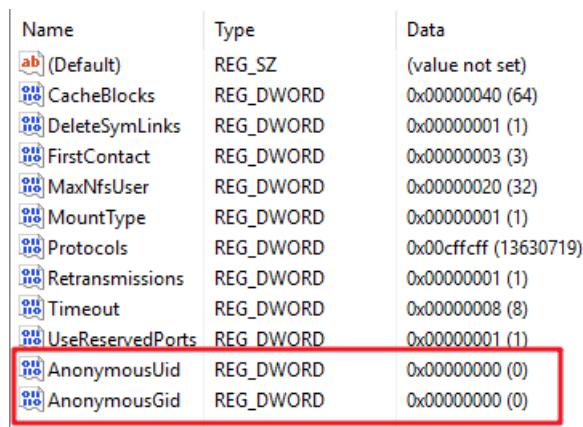 Name Type Data
(Default) REG_SZ (value not set)
CacheBlocks REG_DWORD 0x00000040 (64)
DeleteSymLinks REG_DWORD 0x00000001 (1)
FirstContact REG_DWORD 0x00000003 (3)
MaxNfsUser REG_DWORD 0x00000020 (32)
MountType REG_DWORD 0x00000001 (1)
Protocols REG_DWORD 0x00cffcff (13630719)
Retransmissions REG_DWORD 0x00000001 (1)
Timeout REG_DWORD 0x00000008 (8)
UseReservedPorts REG_DWORD 0x00000001 (1)
AnonymousUid REG_DWORD 0x00000000 (0)
AnonymousGid REG_DWORD 0x00000000 (0)